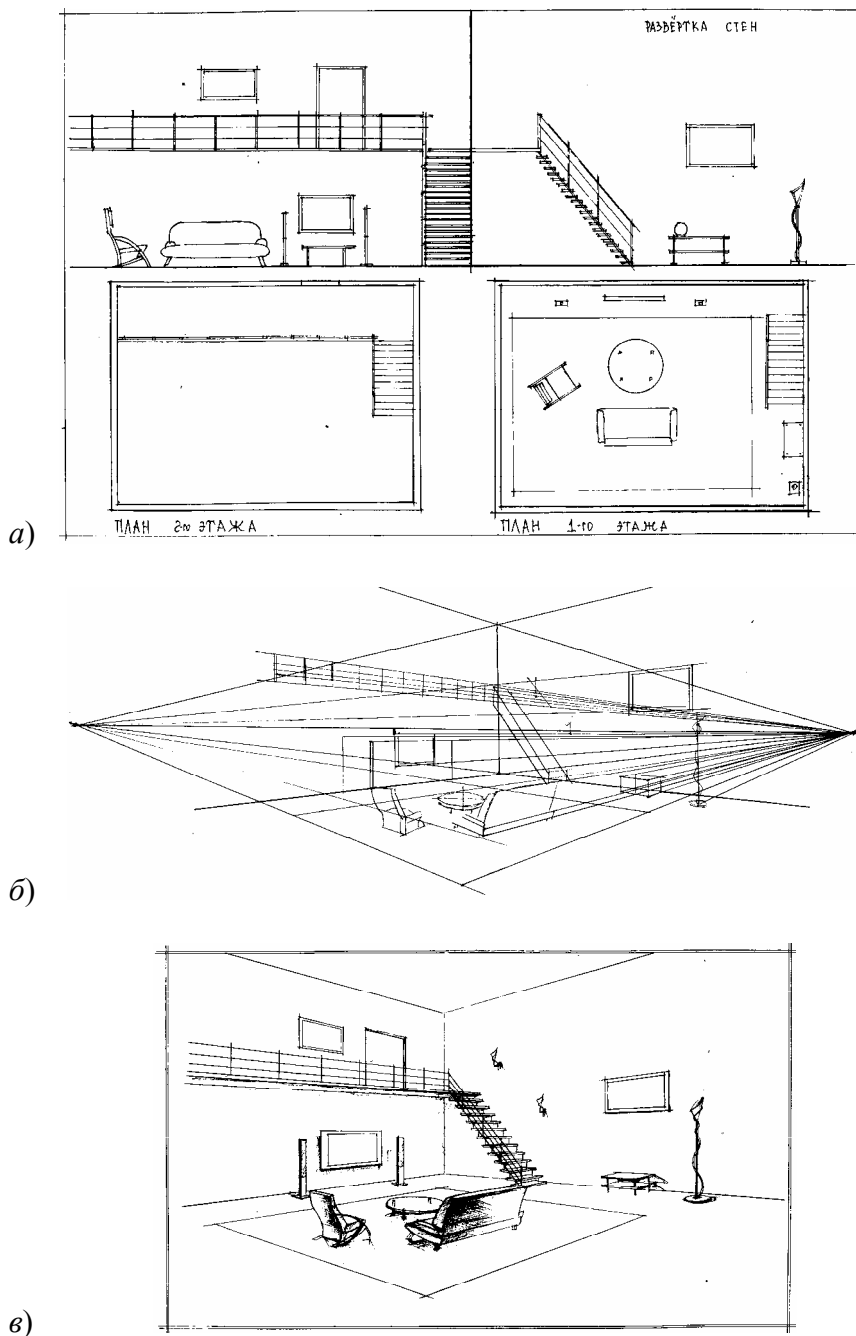 РАЗВЁРТКА СТЕН
ПЛАН 2-го ЭТАЖА
ПЛАН 1-го ЭТАЖА
а)
б)
в)